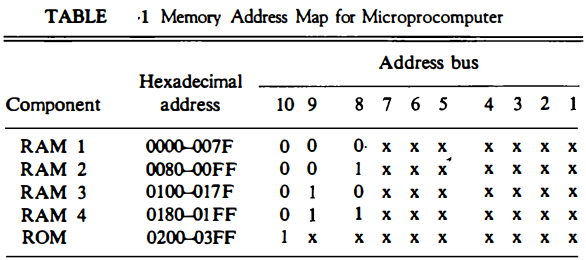 TABLE -1 Memory Address Map for Microprocomputer
Address bus
Hexadecimal
Component address 10 9 8 7 6 5 4 3 2 1
RAM 1 0000–007F 0 0 0 x x x x x x x
RAM 2 0080–00FF 0 0 1 x x x x x x x
RAM 3 0100–017F 0 1 0 x x x x x x x
RAM 4 0180–01FF 0 1 1 x x x x x x x
ROM 0200–03FF 1 x x x x x x x x x